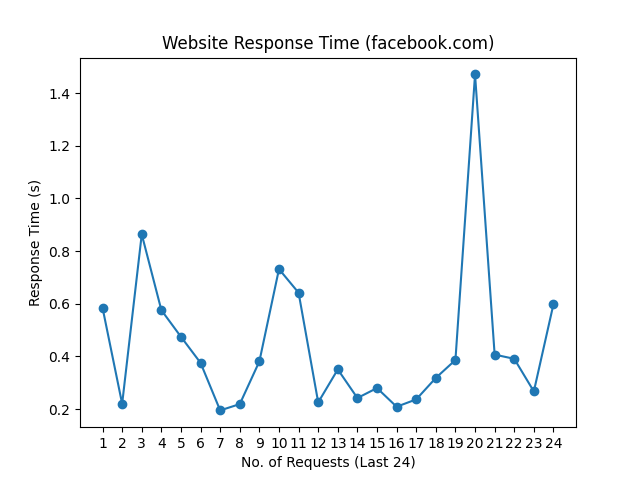 Website Response Time (facebook.com)
Response Time (s)
1.4
1.2
1.0
0.8
0.6
0.4
0.2
1 2 3 4 5 6 7 8 9 10 11 12 13 14 15 16 17 18 19 20 21 22 23 24
No. of Requests (Last 24)